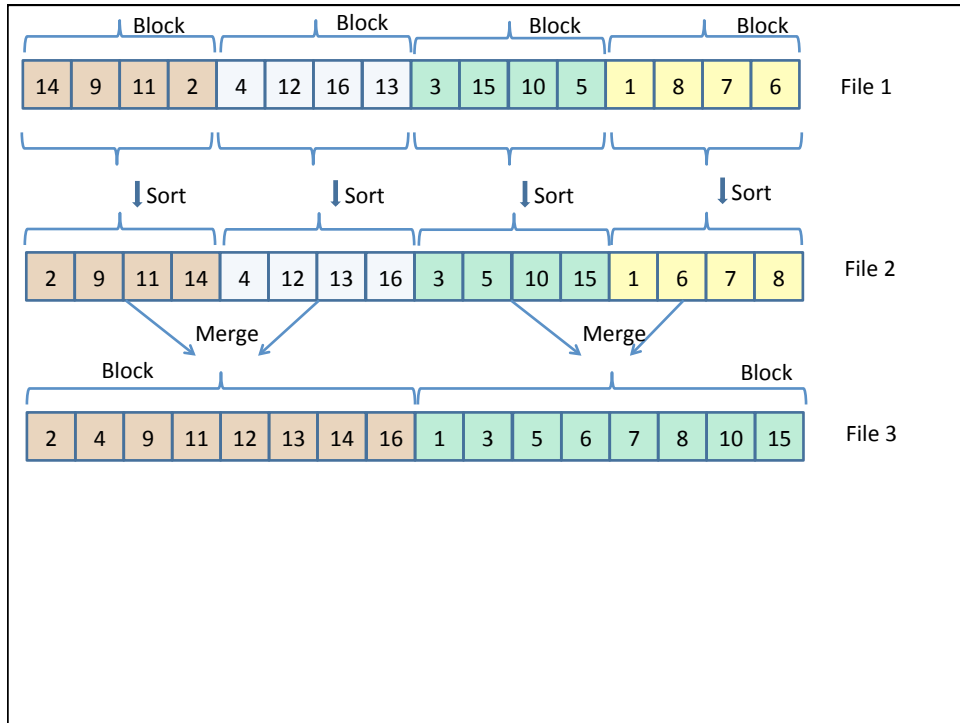 Block Block Block Block
14 9 11 2 4 12 16 13 3 15 10 5 1 8 7 6 File 1
Sort Sort Sort Sort
2 9 11 14 4 12 13 16 3 5 10 15 1 6 7 8 File 2
Merge Merge
Block Block
2 4 9 11 12 13 14 16 1 3 5 6 7 8 10 15 File 3